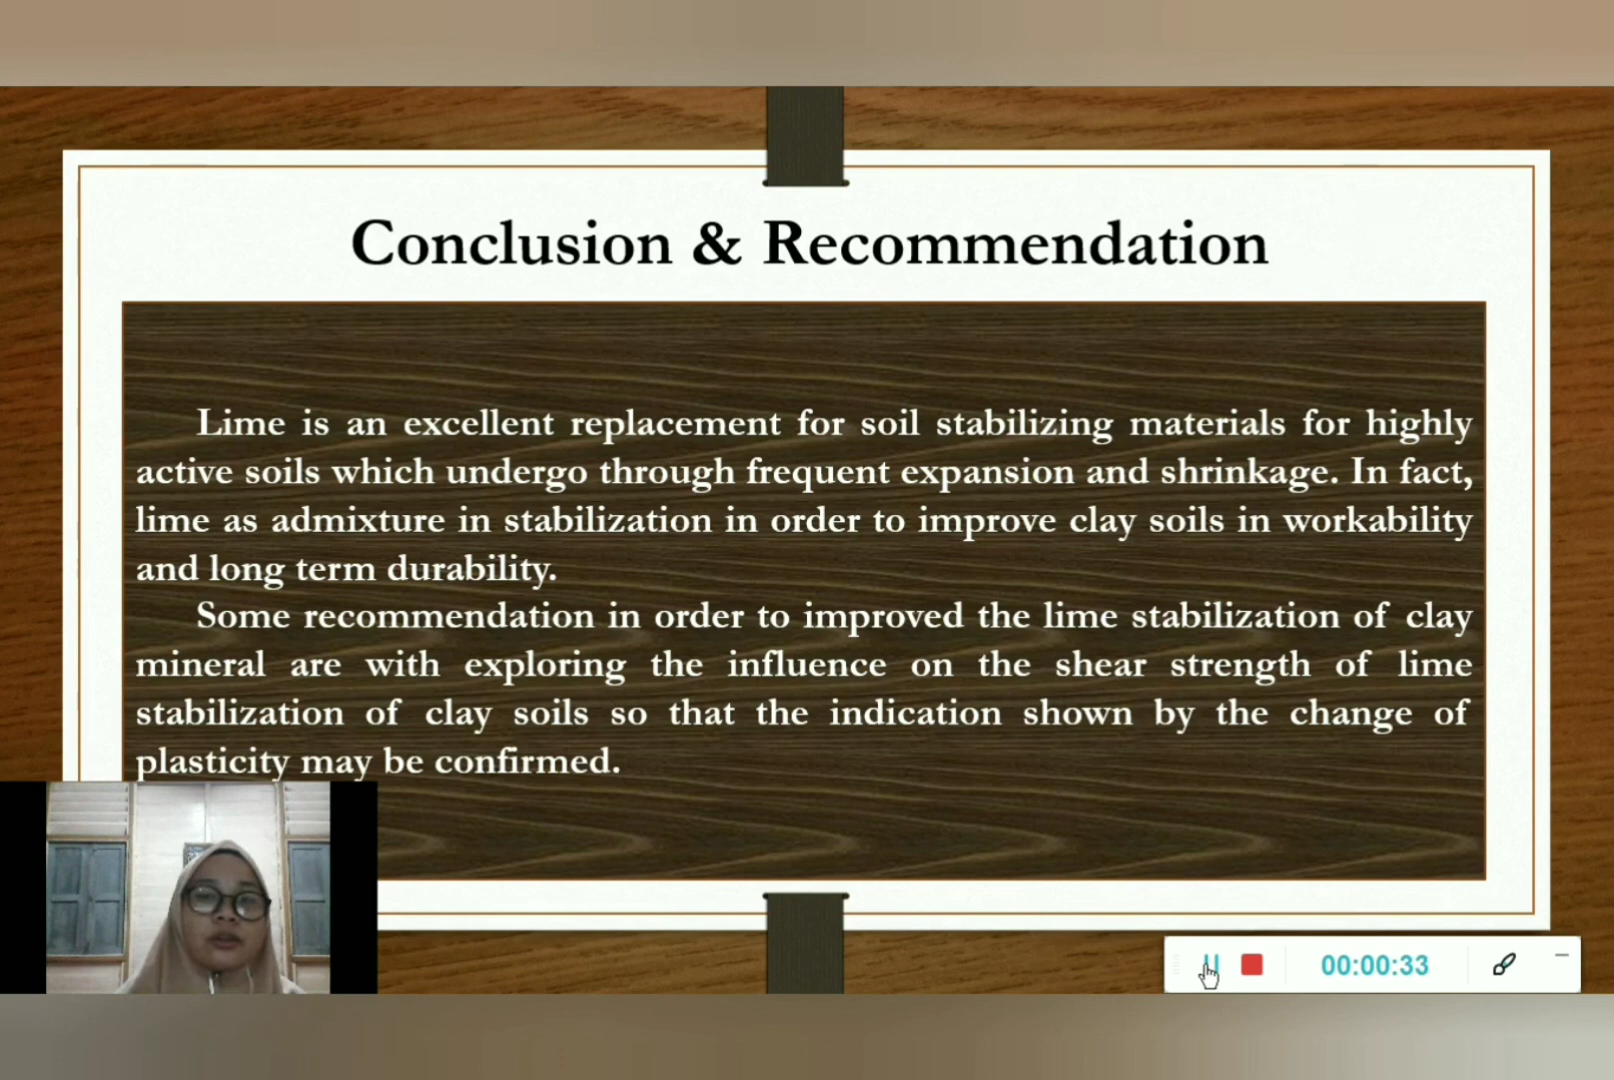 Conclusion & Recommendation
Lime is an excellent replacement for soil stabilizing materials for highly
active soils which undergo through frequent expansion and shrinkage. In fact,
lime as admixture in stabilization in order to improve clay soils in workability
and long term durability.
Some recommendation in order to improved the lime stabilization of clay
mineral are with exploring the influence on the shear strength of lime
stabilization of clay soils so that the indication shown by the change of
plasticity may be confirmed.
00:00:33